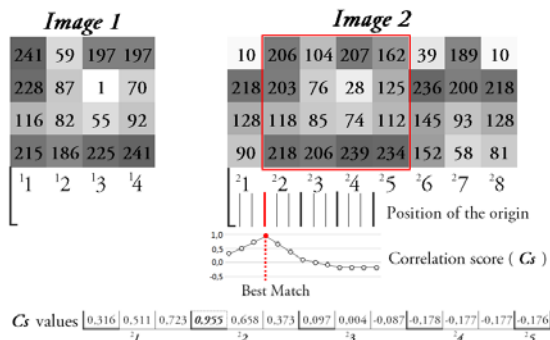 Image 1
Image 2
241 59 197 197
228 87 1 70
116 82 55 92
215 186 225 241
¹1 ¹2 ¹3 ¹4
10 206 104 207 162 39 189 10
218 203 76 28 125 236 200 218
128 118 85 74 112 145 93 128
90 218 206 239 234 152 58 81
²1 ²2 ²3 ²4 ²5 ²6 ²7 ²8
Position of the origin
1,0
0,5
0,0
-0,5
Correlation score ( Cs )
Best Match
Cs values 0,316 0,511 0,723 0,955 0,658 0,373 0,097 0,004 -0,087 -0,178 -0,177 -0,177 -0,176
²1 ²2 ²3 ²4 ²5